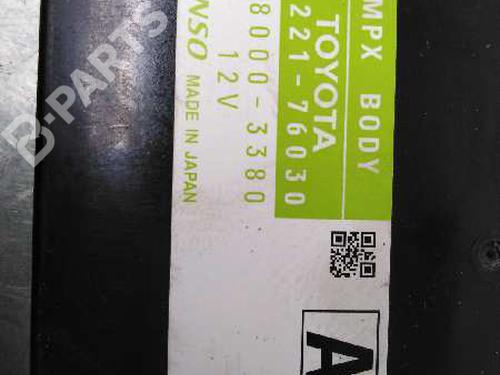 MPX BODY
TOYOTA
221-76030
8000-3380
12V
NSO MADE IN JAPAN
A
B-PARTS